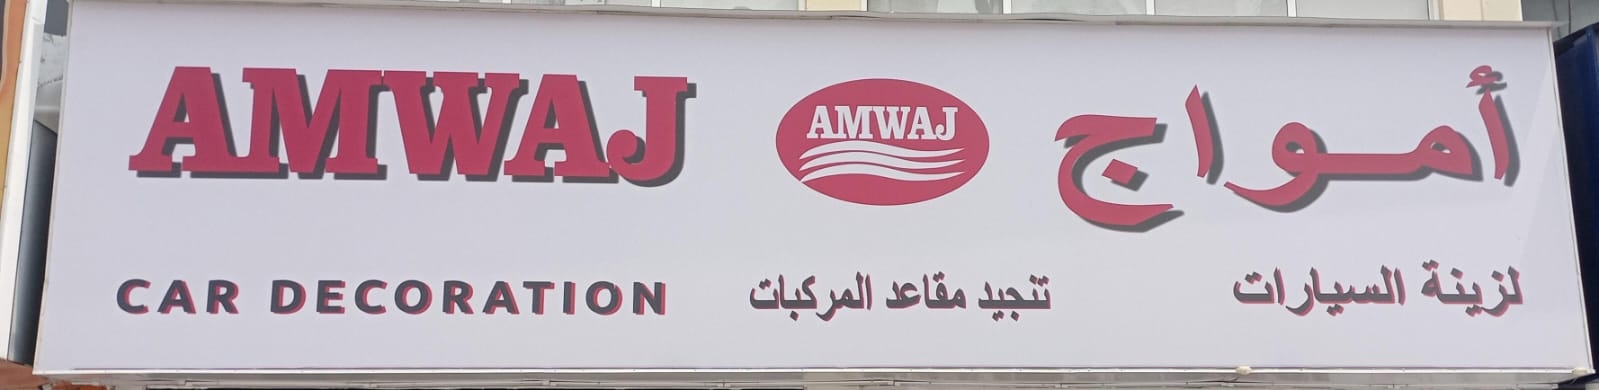 AMWAJ
AMWAJ
أمواج
CAR DECORATION
تنجيد مقاعد المركبات
لزينة السيارات